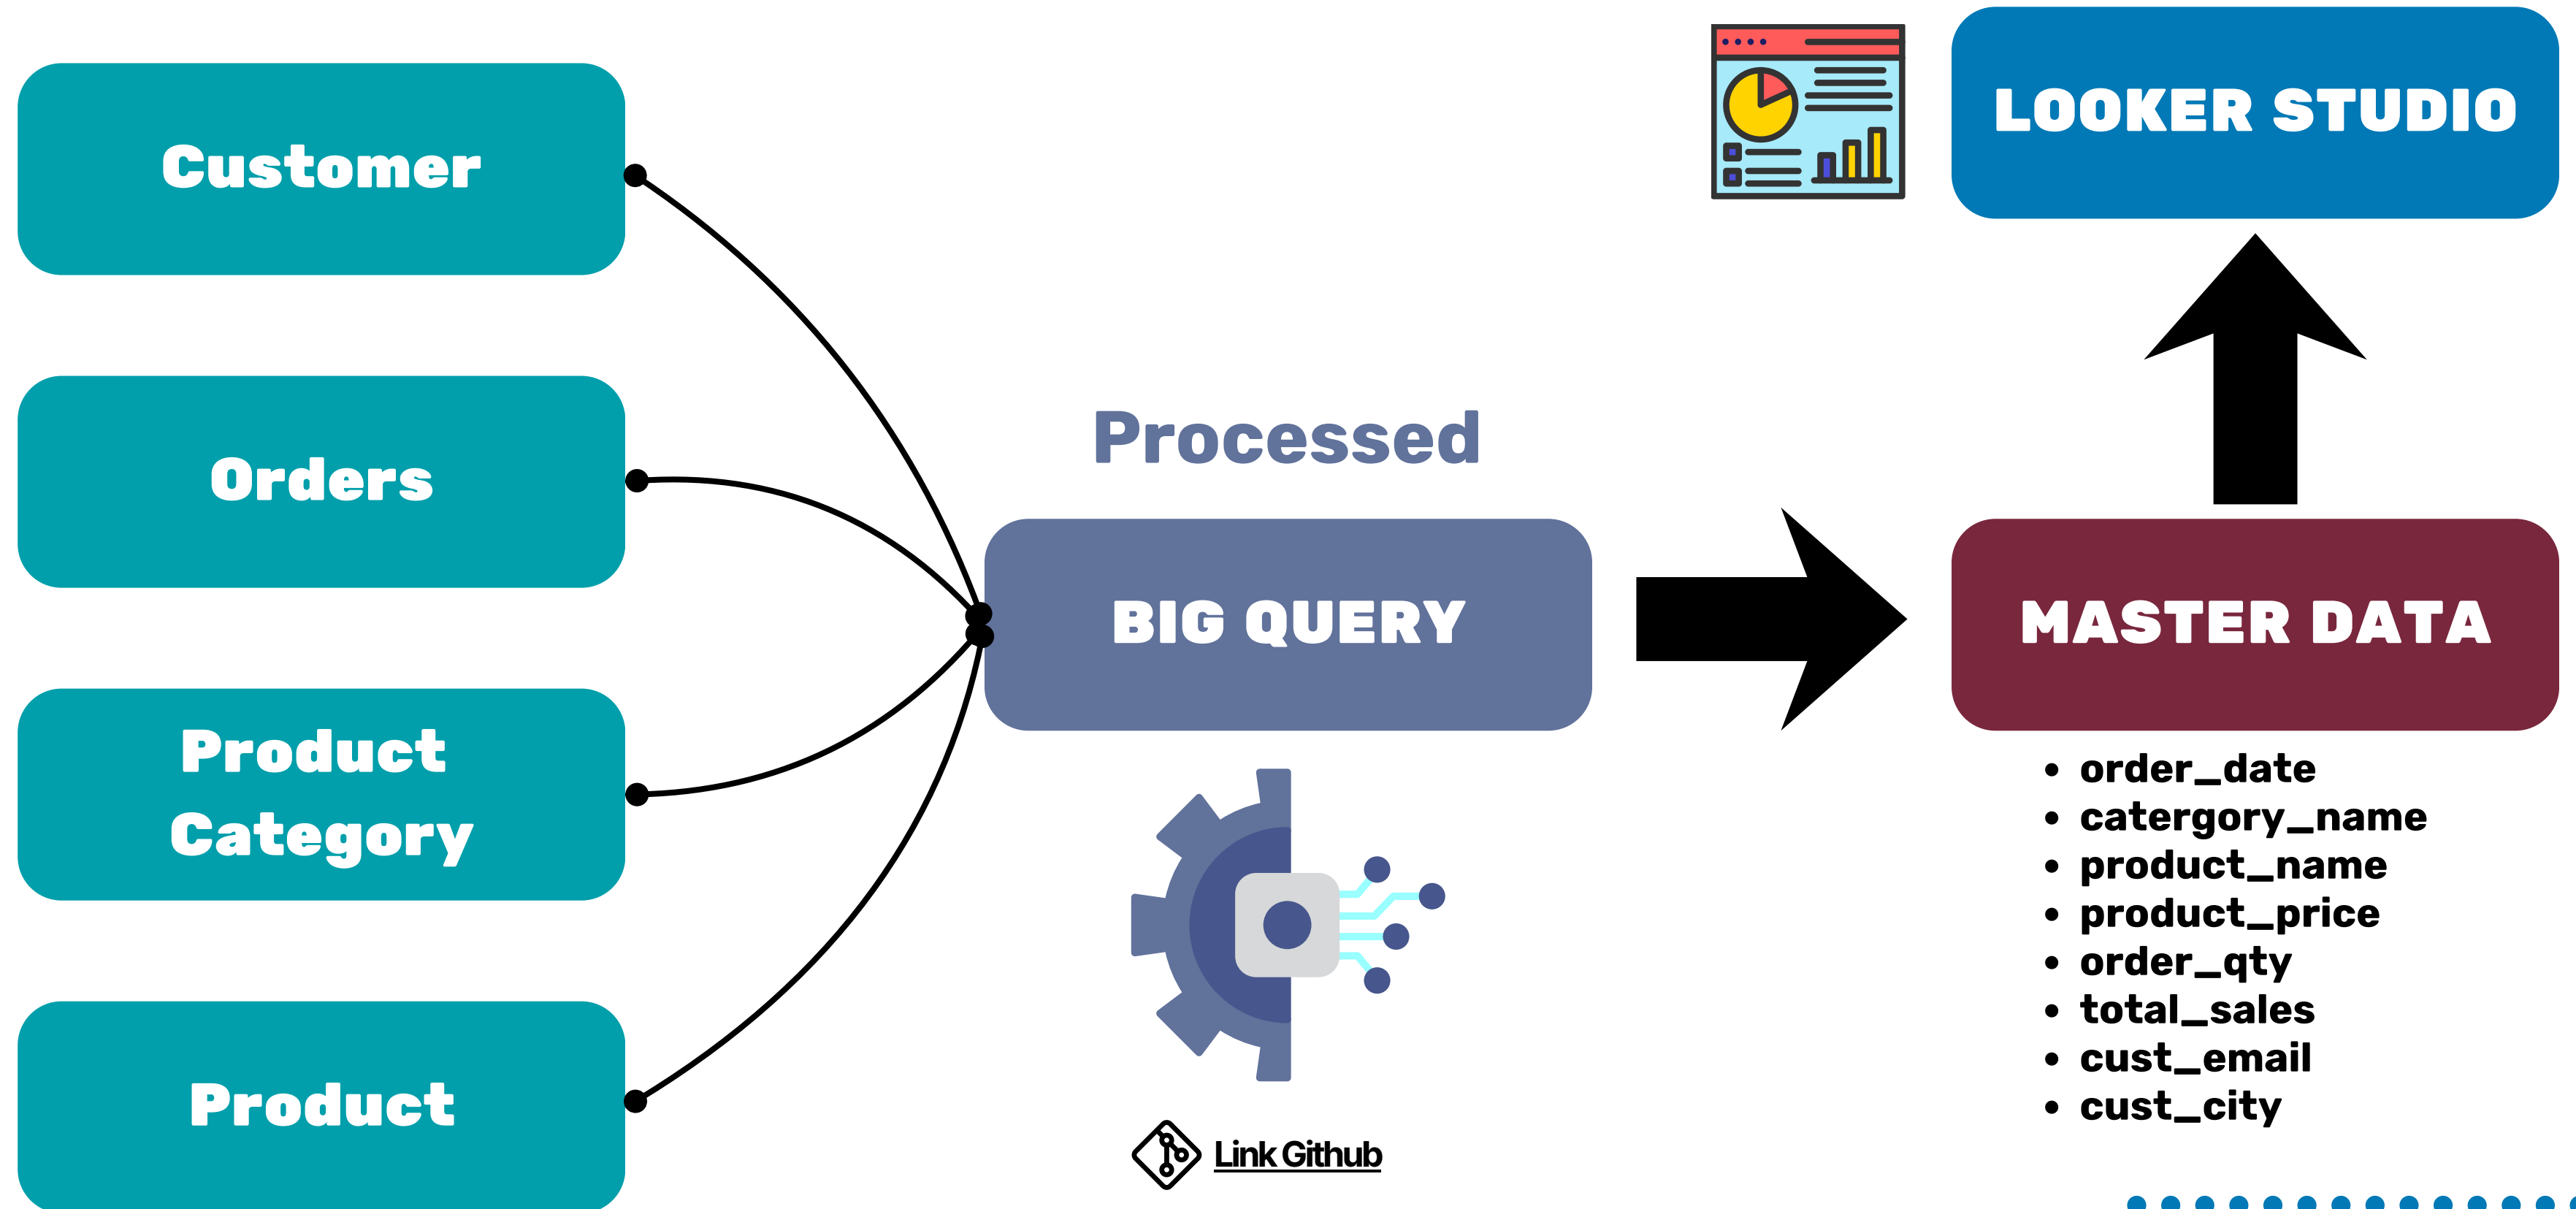 Customer
Orders
Product
Category
Product
Processed
BIG QUERY
Link Github
LOOKER STUDIO
MASTER DATA
• order_date
• catergory_name
• product_name
• product_price
• order_qty
• total_sales
• cust_email
• cust_city